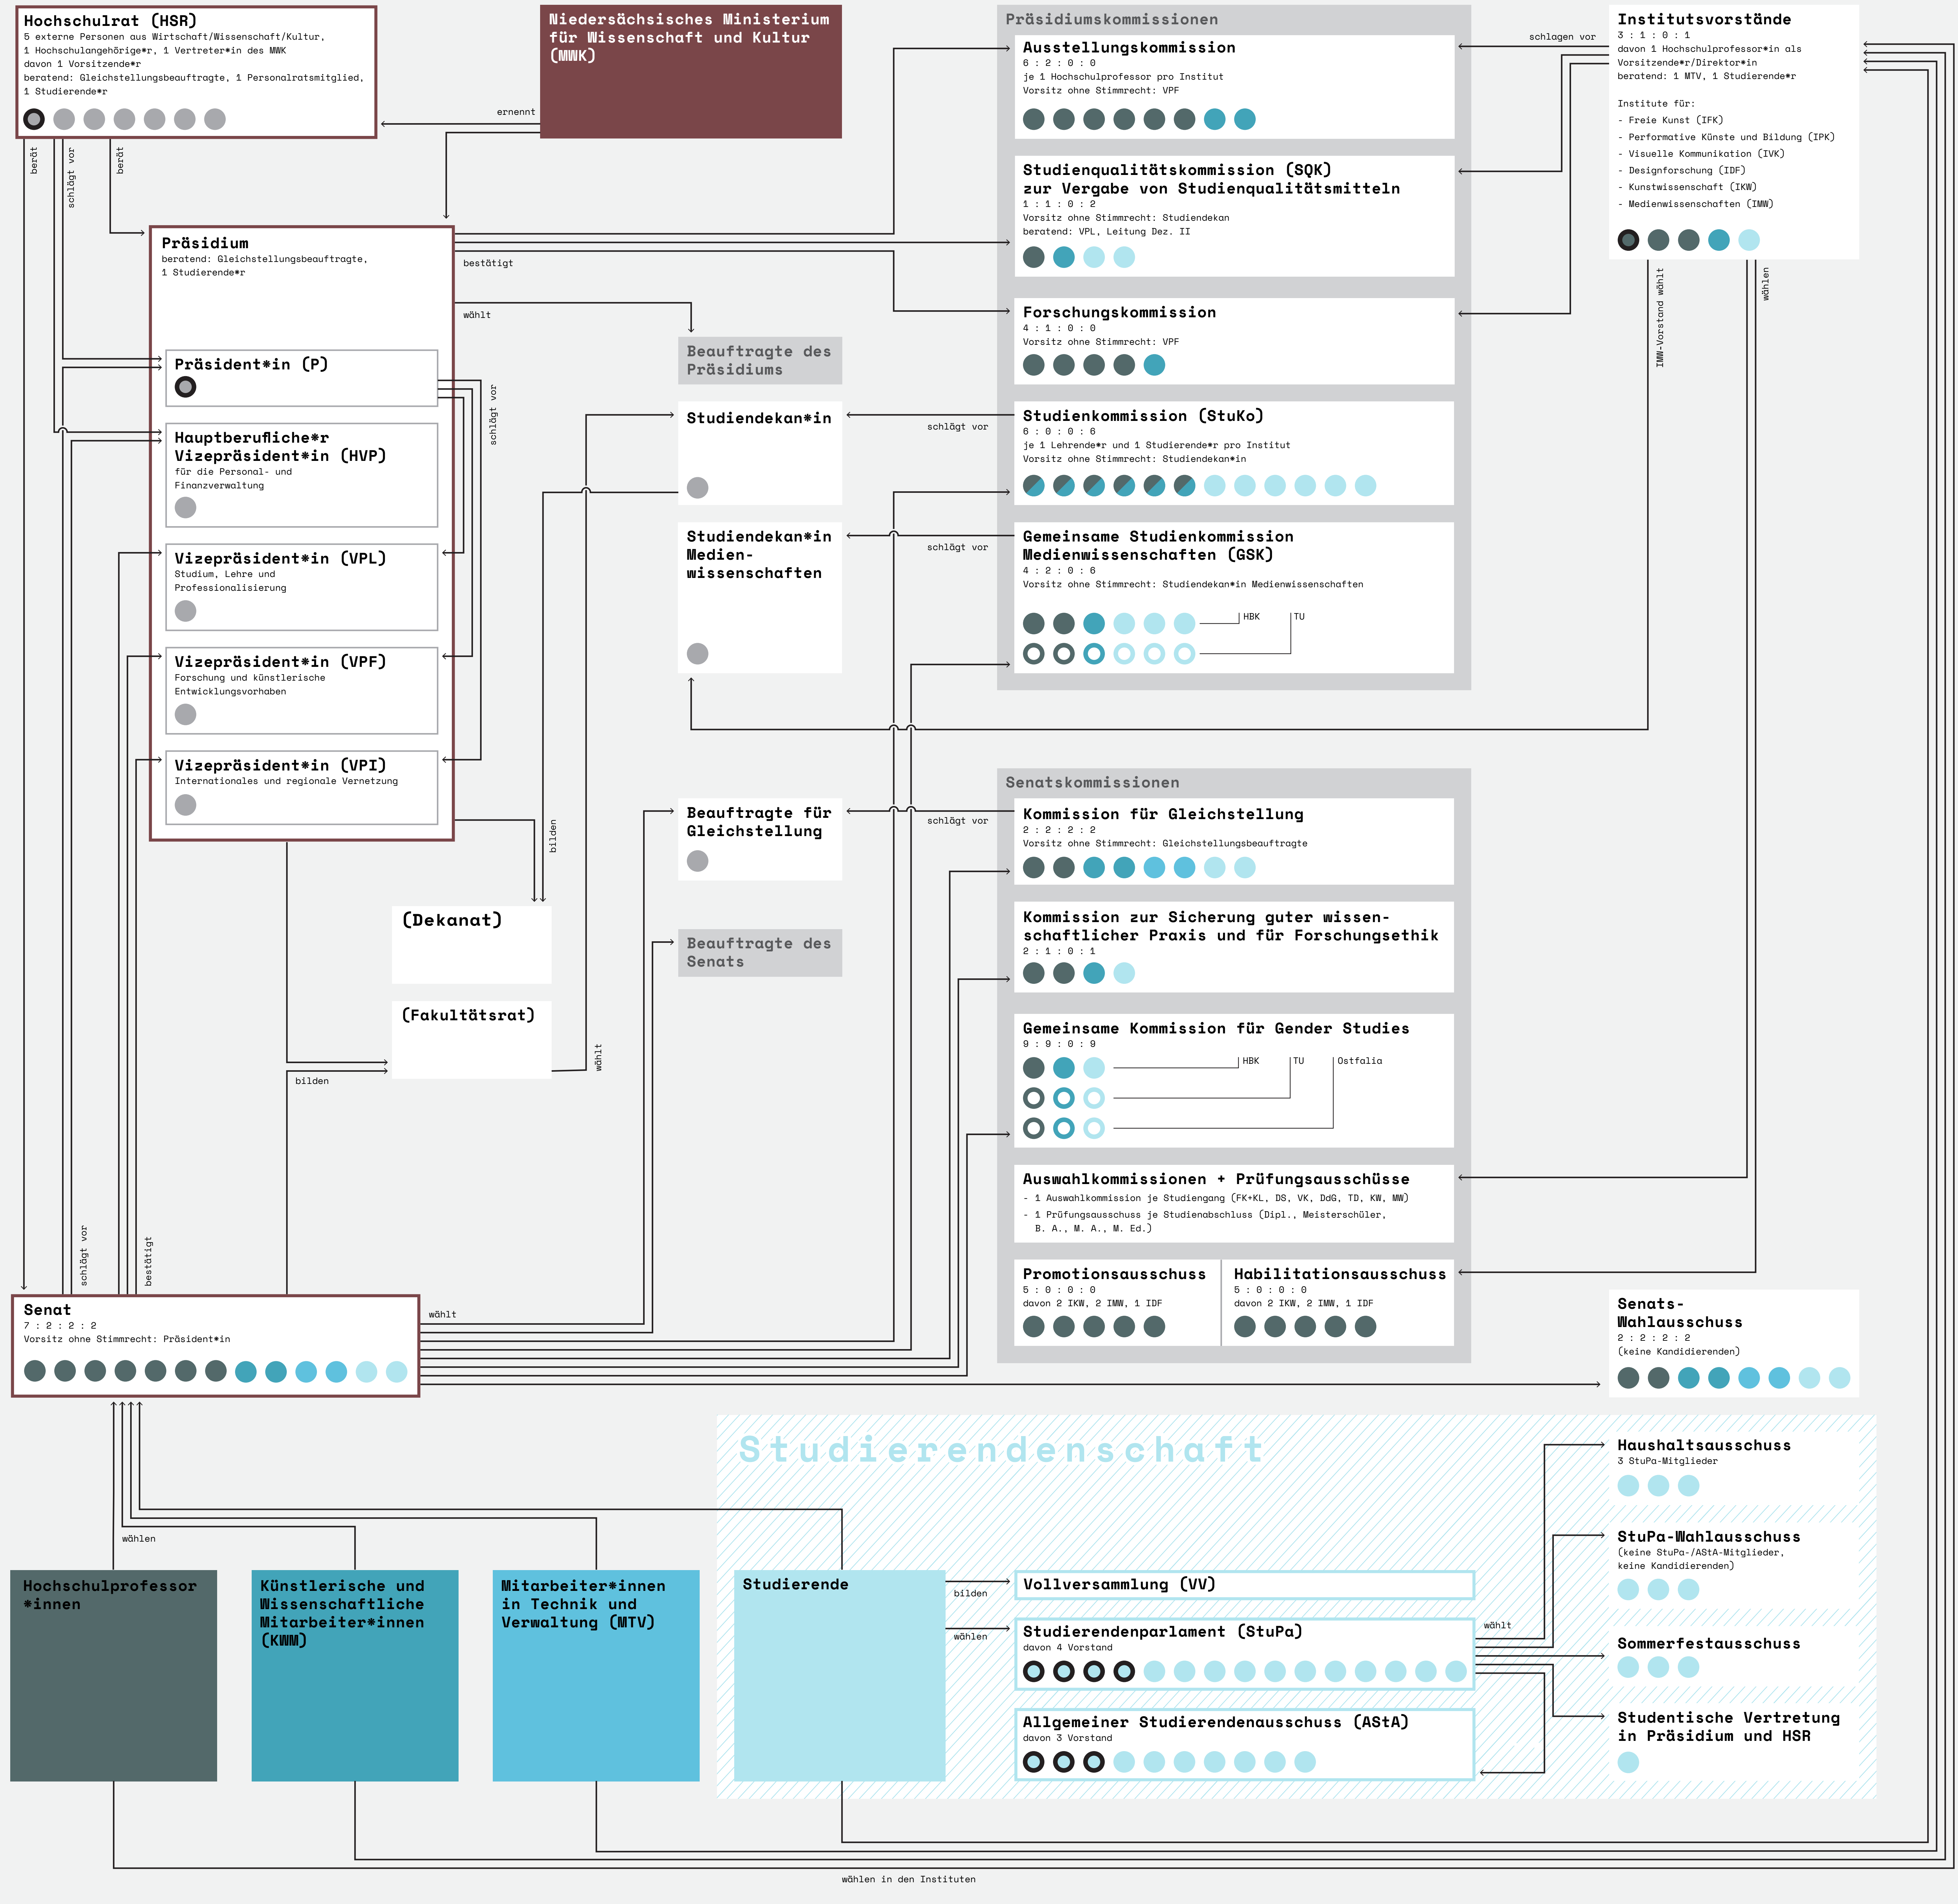 Hochschulrat (HSR)
5 externe Personen aus Wirtschaft/Wissenschaft/Kultur,
1 Hochschulangehörige*r, 1 Vertreter*in des MWK
davon 1 Vorsitzende*r
beratend: Gleichstellungsbeauftragte, 1 Personalratsmitglied,
1 Studierende*r
Niedersächsisches Ministerium
für Wissenschaft und Kultur
(MWK)
ernennt
berät
schlägt vor
berät
Präsidium
beratend: Gleichstellungsbeauftragte,
1 Studierende*r
Präsident*in (P)
Hauptberufliche*r
Vizepräsident*in (HVP)
für die Personal- und
Finanzverwaltung
Vizepräsident*in (VPL)
Studium, Lehre und
Professionalisierung
Vizepräsident*in (VPF)
Forschung und künstlerische
Entwicklungsvorhaben
Vizepräsident*in (VPI)
Internationales und regionale Vernetzung
bestätigt
wählt
schlägt vor
bilden
Beauftragte des
Präsidiums
Studiendekan*in
Studiendekan*in
Medien-
wissenschaften
Beauftragte für
Gleichstellung
Beauftragte des
Senats
(Dekanat)
(Fakultätsrat)
bilden
wählt
Präsidiumskommissionen
Ausstellungskommission
6 : 2 : 0 : 0
je 1 Hochschulprofessor pro Institut
Vorsitz ohne Stimmrecht: VPF
Studienqualitätskommission (SQK)
zur Vergabe von Studienqualitätsmitteln
1 : 1 : 0 : 2
Vorsitz ohne Stimmrecht: Studiendekan
beratend: VPL, Leitung Dez. II
Forschungskommission
4 : 1 : 0 : 0
Vorsitz ohne Stimmrecht: VPF
Studienkommission (StuKo)
6 : 0 : 0 : 6
je 1 Lehrende*r und 1 Studierende*r pro Institut
Vorsitz ohne Stimmrecht: Studiendekan*in
schlägt vor
Gemeinsame Studienkommission
Medienwissenschaften (GSK)
4 : 2 : 0 : 6
Vorsitz ohne Stimmrecht: Studiendekan*in Medienwissenschaften
HBK
TU
schlägt vor
schlagen vor
Institutsvorstände
3 : 1 : 0 : 1
davon 1 Hochschulprofessor*in als
Vorsitzende*r/Direktor*in
beratend: 1 MTV, 1 Studierende*r
Institute für:
- Freie Kunst (IFK)
- Performative Künste und Bildung (IPK)
- Visuelle Kommunikation (IVK)
- Designforschung (IDF)
- Kunstwissenschaft (IKW)
- Medienwissenschaften (IMW)
IMW-Vorstand wählt
wählen
Senatskommissionen
Kommission für Gleichstellung
2 : 2 : 2 : 2
Vorsitz ohne Stimmrecht: Gleichstellungsbeauftragte
schlägt vor
Kommission zur Sicherung guter wissen-
schaftlicher Praxis und für Forschungsethik
2 : 1 : 0 : 1
Gemeinsame Kommission für Gender Studies
9 : 9 : 0 : 9
HBK
TU
Ostfalia
Auswahlkommissionen + Prüfungsausschüsse
- 1 Auswahlkommission je Studiengang (FK+KL, DS, VK, DdG, TD, KW, MW)
- 1 Prüfungsausschuss je Studienabschluss (Dipl., Meisterschüler,
B. A., M. A., M. Ed.)
Promotionsausschuss
5 : 0 : 0 : 0
davon 2 IKW, 2 IMW, 1 IDF
Habilitationsausschuss
5 : 0 : 0 : 0
davon 2 IKW, 2 IMW, 1 IDF
schlägt vor
bestätigt
Senat
7 : 2 : 2 : 2
Vorsitz ohne Stimmrecht: Präsident*in
wählt
Senats-
Wahlausschuss
2 : 2 : 2 : 2
(keine Kandidierenden)
wählen
Hochschulprofessor
*innen
Künstlerische und
Wissenschaftliche
Mitarbeiter*innen
(KWM)
Mitarbeiter*innen
in Technik und
Verwaltung (MTV)
Studierendenschaft
Studierende
bilden
wählen
Vollversammlung (VV)
Studierendenparlament (StuPa)
davon 4 Vorstand
Allgemeiner Studierendenausschuss (AStA)
davon 3 Vorstand
wählt
Haushaltsausschuss
3 StuPa-Mitglieder
StuPa-Wahlausschuss
(keine StuPa-/AStA-Mitglieder,
keine Kandidierenden)
Sommerfestausschuss
Studentische Vertretung
in Präsidium und HSR
wählen in den Instituten